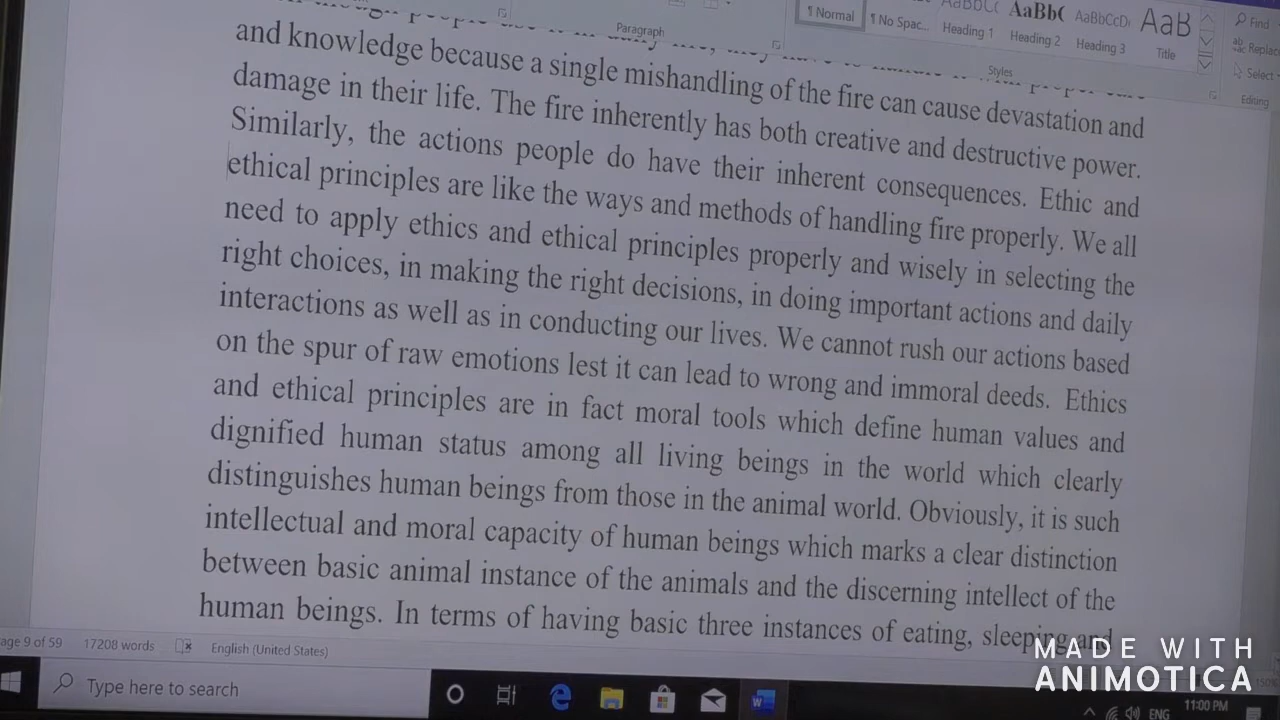 Paragraph
¶ Normal
¶ No Spac...
Heading 1
Heading 2
Heading 3
Title
AaBbCc
AaBbCcDd
AaB
Styles
Find
Replac
Select
Editing
and knowledge because a single mishandling of the fire can cause devastation and
damage in their life. The fire inherently has both creative and destructive power.
Similarly, the actions people do have their inherent consequences. Ethic and
ethical principles are like the ways and methods of handling fire properly. We all
need to apply ethics and ethical principles properly and wisely in selecting the
right choices, in making the right decisions, in doing important actions and daily
interactions as well as in conducting our lives. We cannot rush our actions based
on the spur of raw emotions lest it can lead to wrong and immoral deeds. Ethics
and ethical principles are in fact moral tools which define human values and
dignified human status among all living beings in the world which clearly
distinguishes human beings from those in the animal world. Obviously, it is such
intellectual and moral capacity of human beings which marks a clear distinction
between basic animal instance of the animals and the discerning intellect of the
human beings. In terms of having basic three instances of eating, sleeping and
age 9 of 59
17208 words
English (United States)
Type here to search
ENG
11:00 PM
MADE WITH
ANIMOTICA